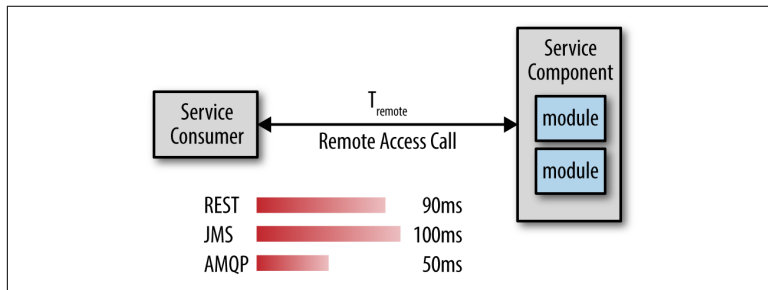 Service
Component
T remote
Service
Consumer
module
Remote Access Call
module
REST 90ms
JMS 100ms
AMQP 50ms